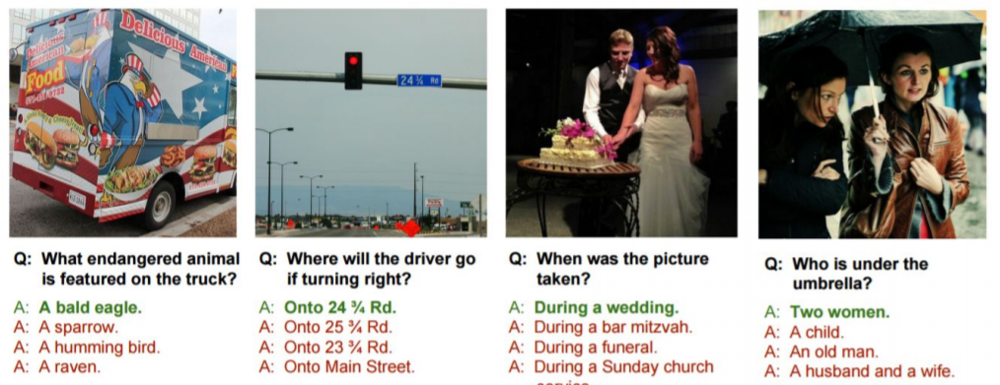 Delicious American
Delicious
American
Food
24 ¾ Rd
Q: What endangered animal
is featured on the truck?
A: A bald eagle.
A: A sparrow.
A: A humming bird.
A: A raven.
Q: Where will the driver go
if turning right?
A: Onto 24 ¾ Rd.
A: Onto 25 ¾ Rd.
A: Onto 23 ¾ Rd.
A: Onto Main Street.
Q: When was the picture
taken?
A: During a wedding.
A: During a bar mitzvah.
A: During a funeral.
A: During a Sunday church
service.
Q: Who is under the
umbrella?
A: Two women.
A: A child.
A: An old man.
A: A husband and a wife.